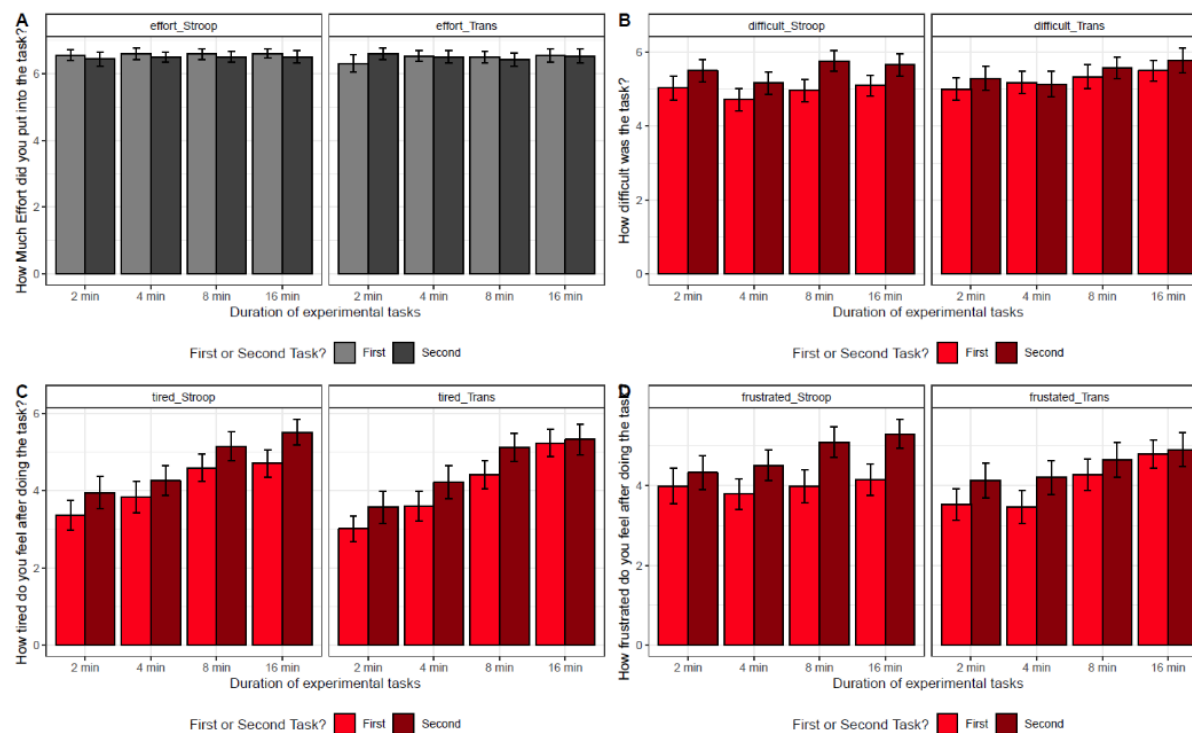 A
effort_Stroop
effort_Trans
How Much Effort did you put into the task?
6
4
2
0
2 min 4 min 8 min 16 min
2 min 4 min 8 min 16 min
Duration of experimental tasks
First or Second Task? First Second
B
difficult_Stroop
difficult_Trans
How difficult was the task?
6
4
2
0
2 min 4 min 8 min 16 min
2 min 4 min 8 min 16 min
Duration of experimental tasks
First or Second Task? First Second
C
tired_Stroop
tired_Trans
How tired do you feel after doing the task?
6
4
2
0
2 min 4 min 8 min 16 min
2 min 4 min 8 min 16 min
Duration of experimental tasks
First or Second Task? First Second
D
frustrated_Stroop
frustated_Trans
How frustrated do you feel after doing the task?
6
4
2
0
2 min 4 min 8 min 16 min
2 min 4 min 8 min 16 min
Duration of experimental tasks
First or Second Task? First Second